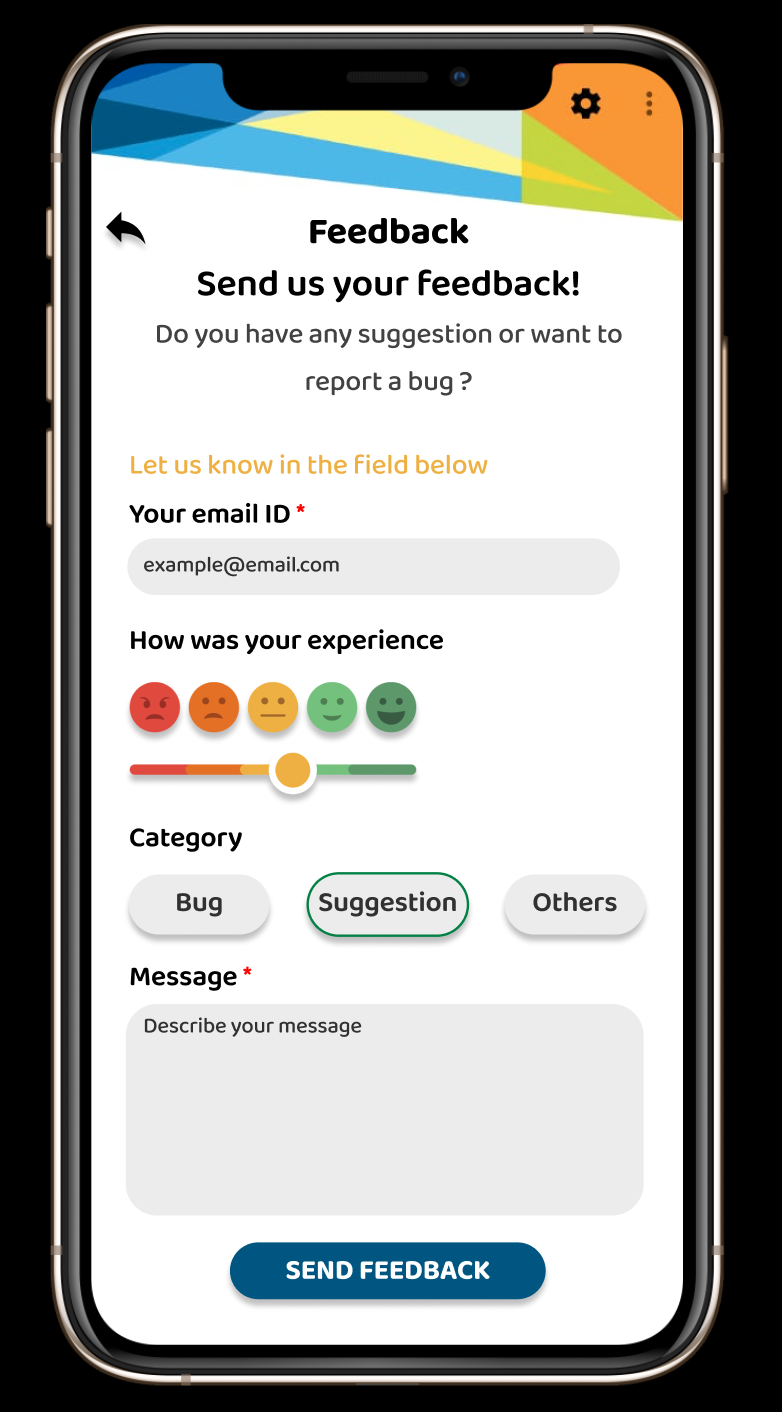 Feedback
Send us your feedback!
Do you have any suggestion or want to
report a bug ?
Let us know in the field below
Your email ID *
example@email.com
How was your experience
Category
Bug
Suggestion
Others
Message *
Describe your message
SEND FEEDBACK